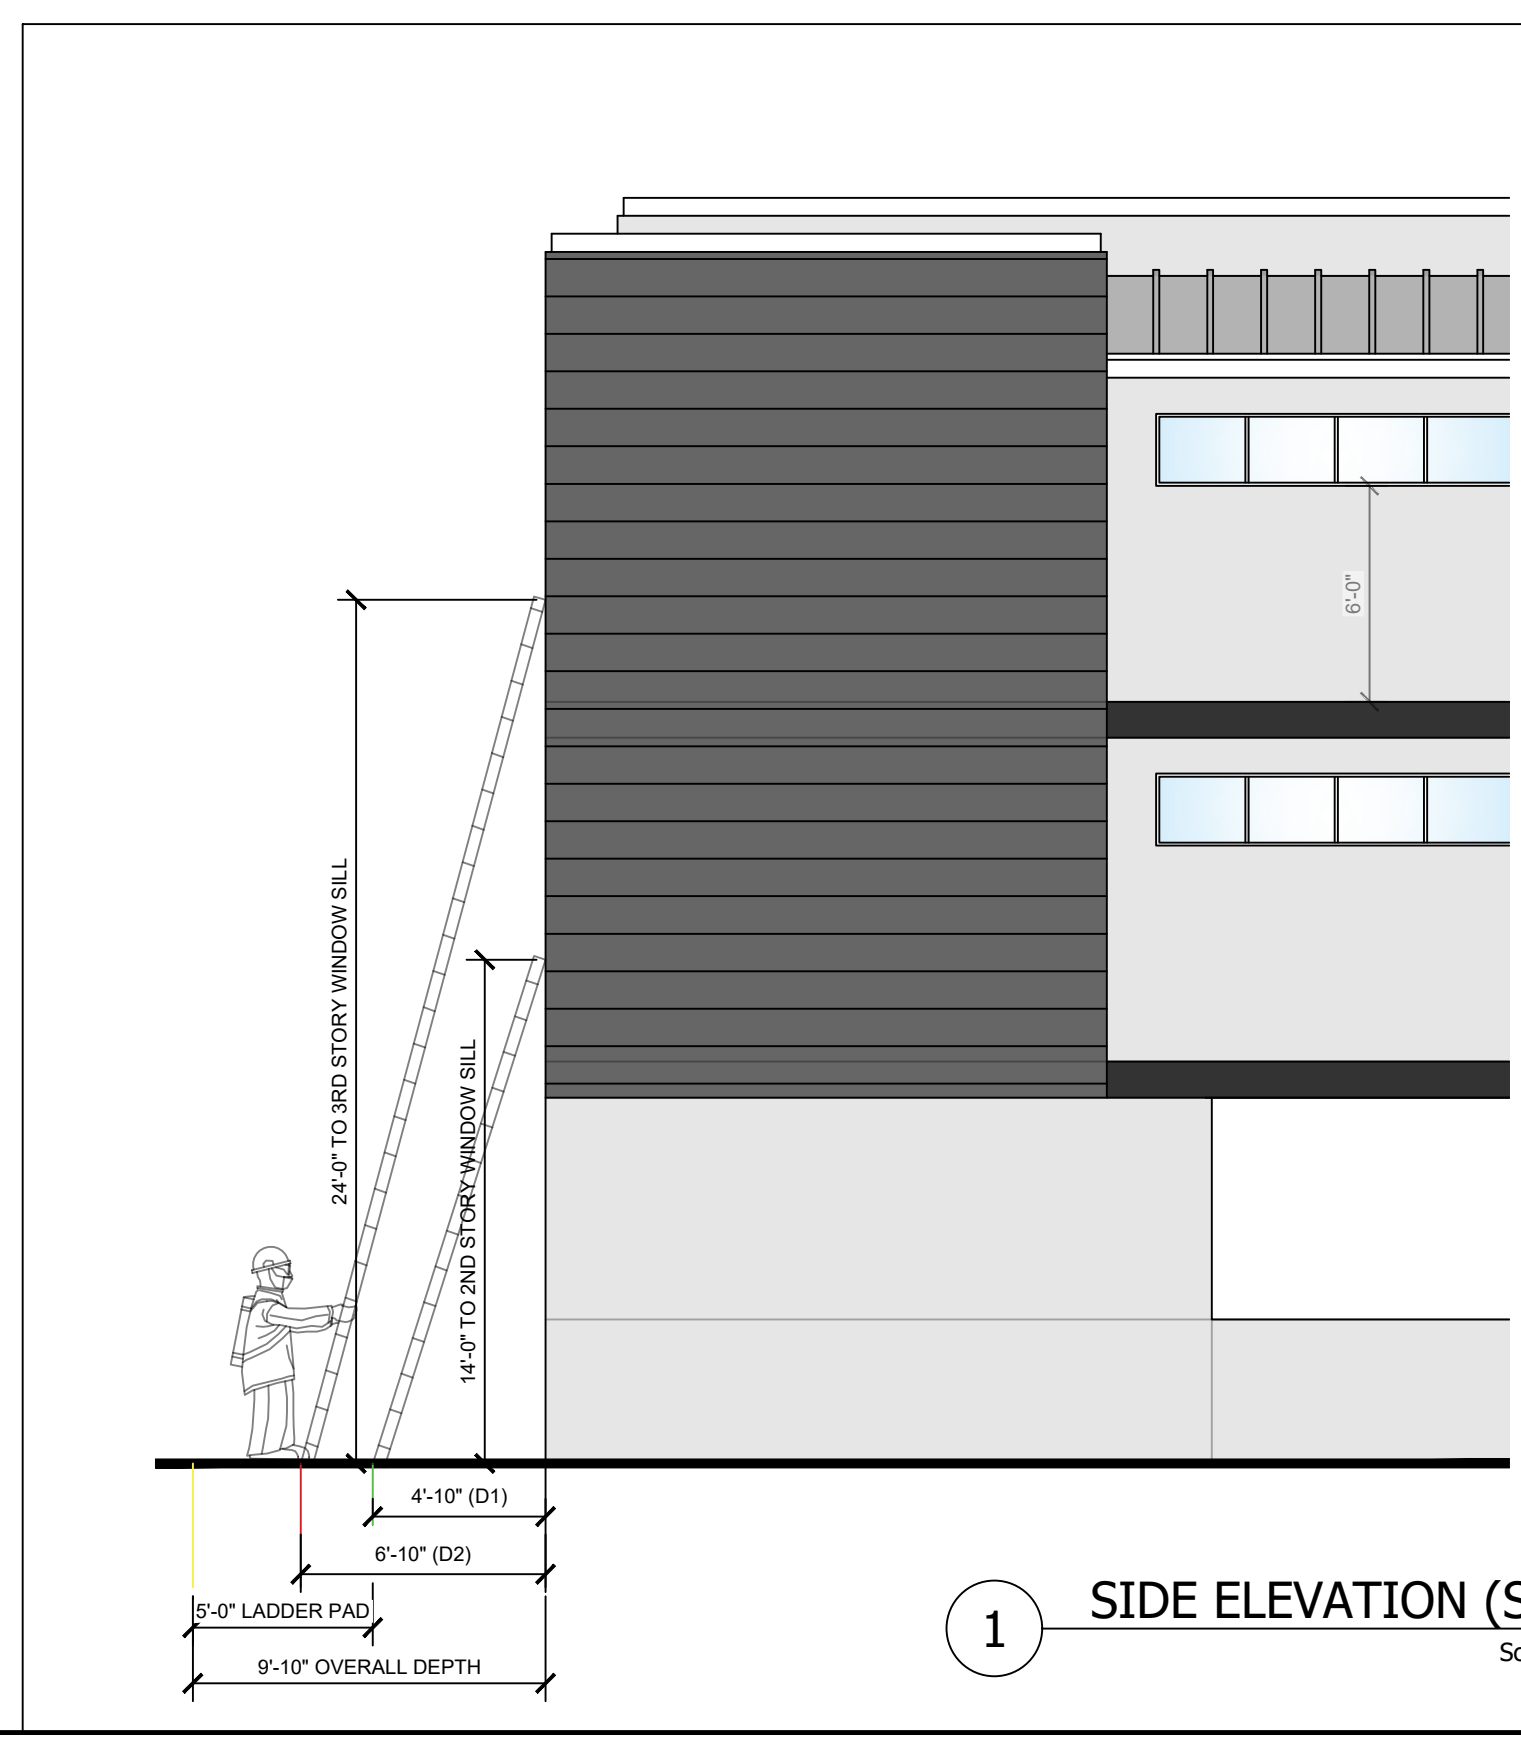 6'-0"
24'-0" TO 3RD STORY WINDOW SILL
14'-0" TO 2ND STORY WINDOW SILL
4'-10" (D1)
6'-10" (D2)
5'-0" LADDER PAD
9'-10" OVERALL DEPTH
1
SIDE ELEVATION (S
Sc